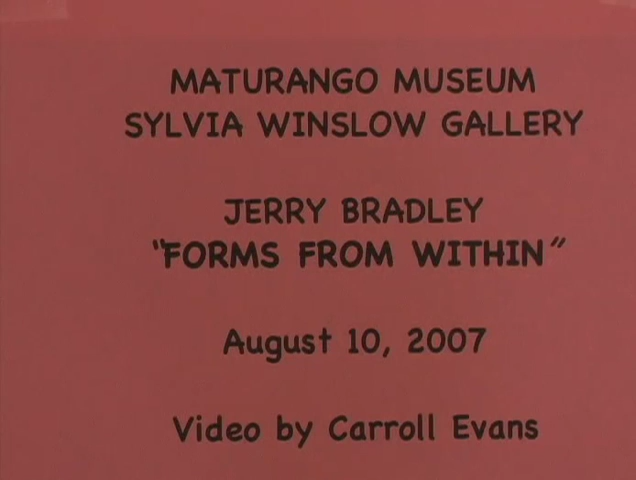 MATURANGO MUSEUM
SYLVIA WINSLOW GALLERY
JERRY BRADLEY
"FORMS FROM WITHIN"
August 10, 2007
Video by Carroll Evans